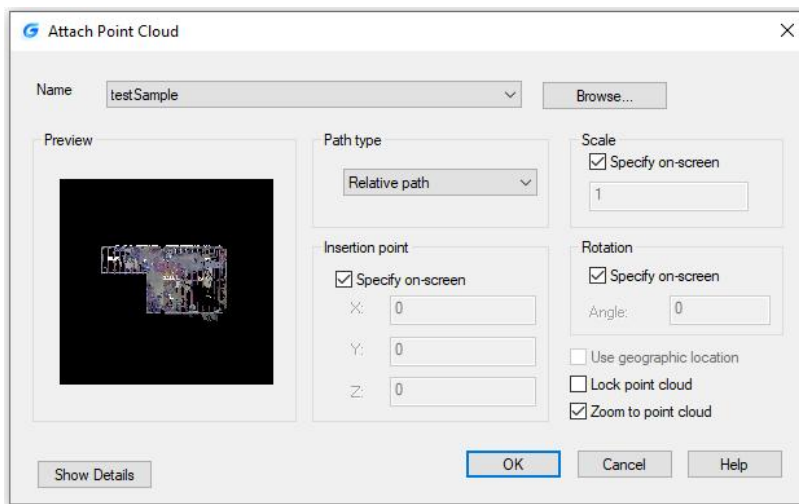 Attach Point Cloud
Name
testSample
Browse...
Preview
Path type
Relative path
Insertion point
Specify on-screen
X:
0
Y:
0
Z:
0
Scale
Specify on-screen
1
Rotation
Specify on-screen
Angle:
0
Use geographic location
Lock point cloud
Zoom to point cloud
Show Details
OK
Cancel
Help